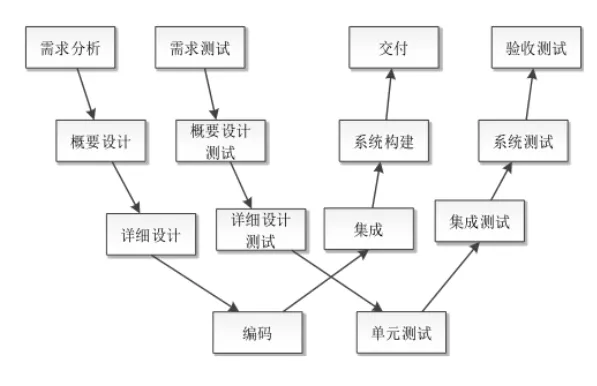 需求分析
需求测试
交付
验收测试
概要设计
概要设计
测试
系统构建
系统测试
详细设计
详细设计
测试
集成
集成测试
编码
单元测试